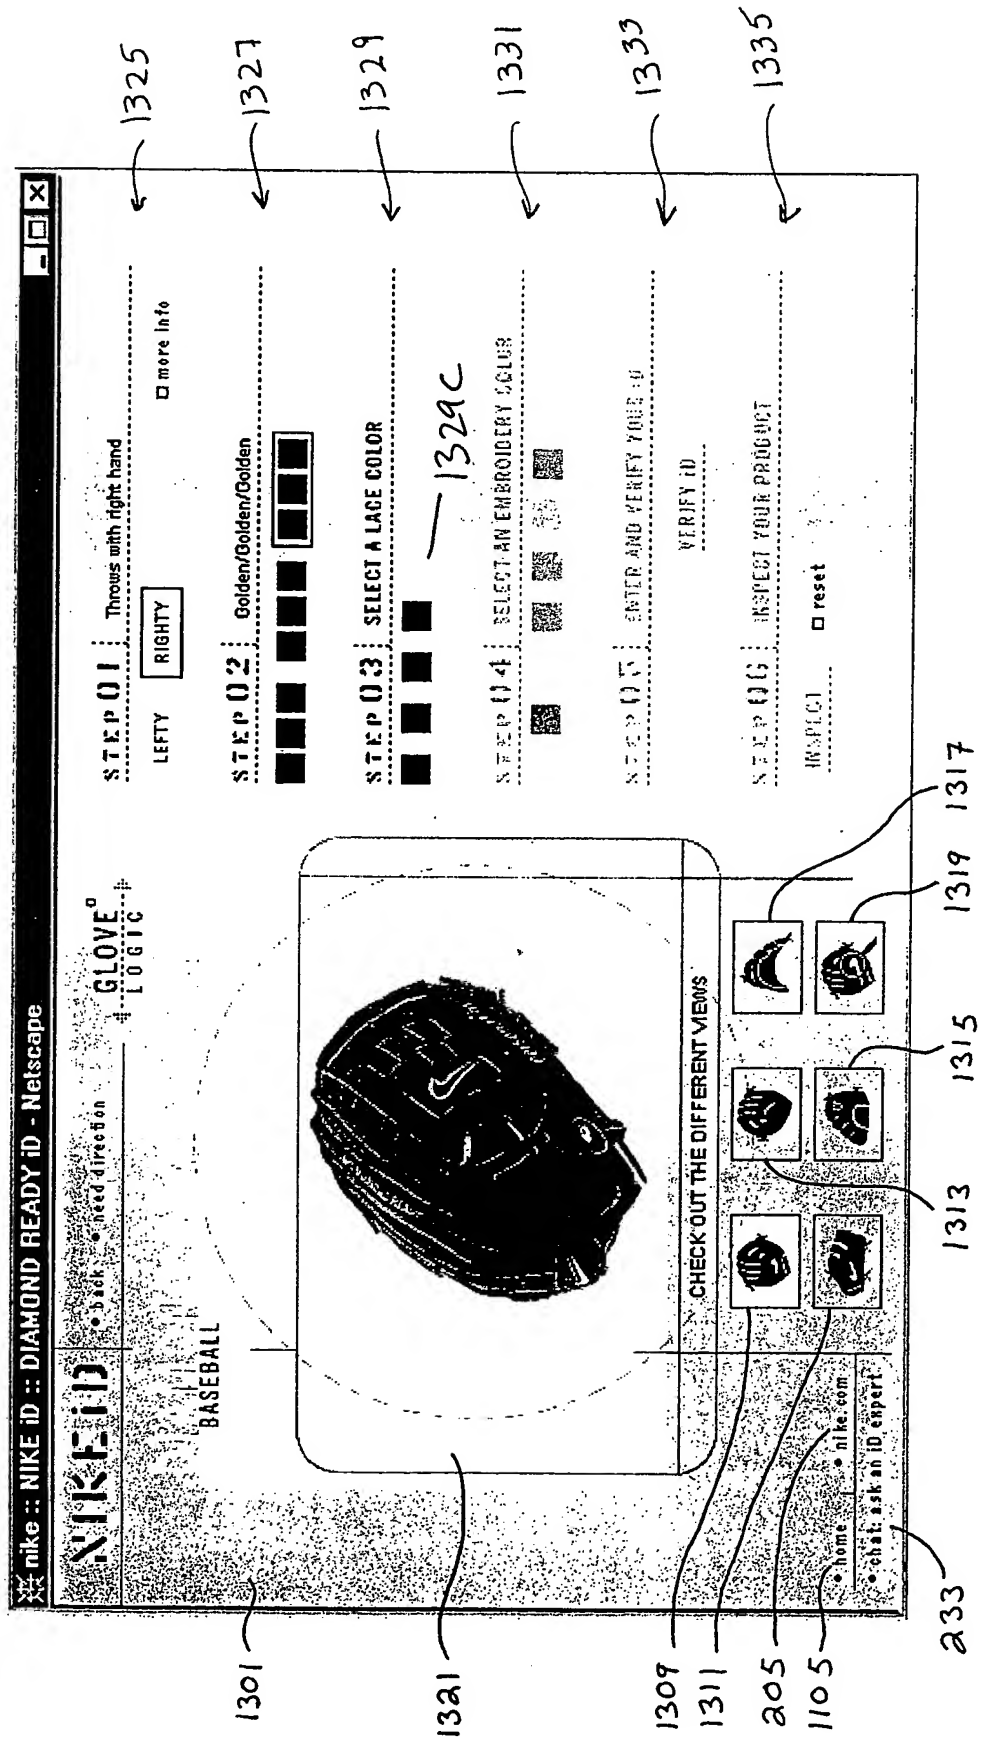 nike :: NIKE iD :: DIAMOND READY iD - Netscape
NIKE iD
• back • need direction
GLOVE
LOGIC
BASEBALL
CHECK OUT THE DIFFERENT VIEWS
• home • nike.com
• chat: ask an iD expert
STEP 01 Throws with right hand
LEFTY RIGHTY more info
STEP 02 Golden/Golden/Golden
STEP 03 SELECT A LACE COLOR
STEP 04 SELECT AN EMBROIDERY COLOR
STEP 05 ENTER AND VERIFY YOUR iD
VERIFY iD
STEP 06 INSPECT YOUR PRODUCT
INSPECT reset
1325
1327
1329
1329C
1331
1333
1335
1301
1321
1309
1311
205
1105
233
1313
1315
1319
1317